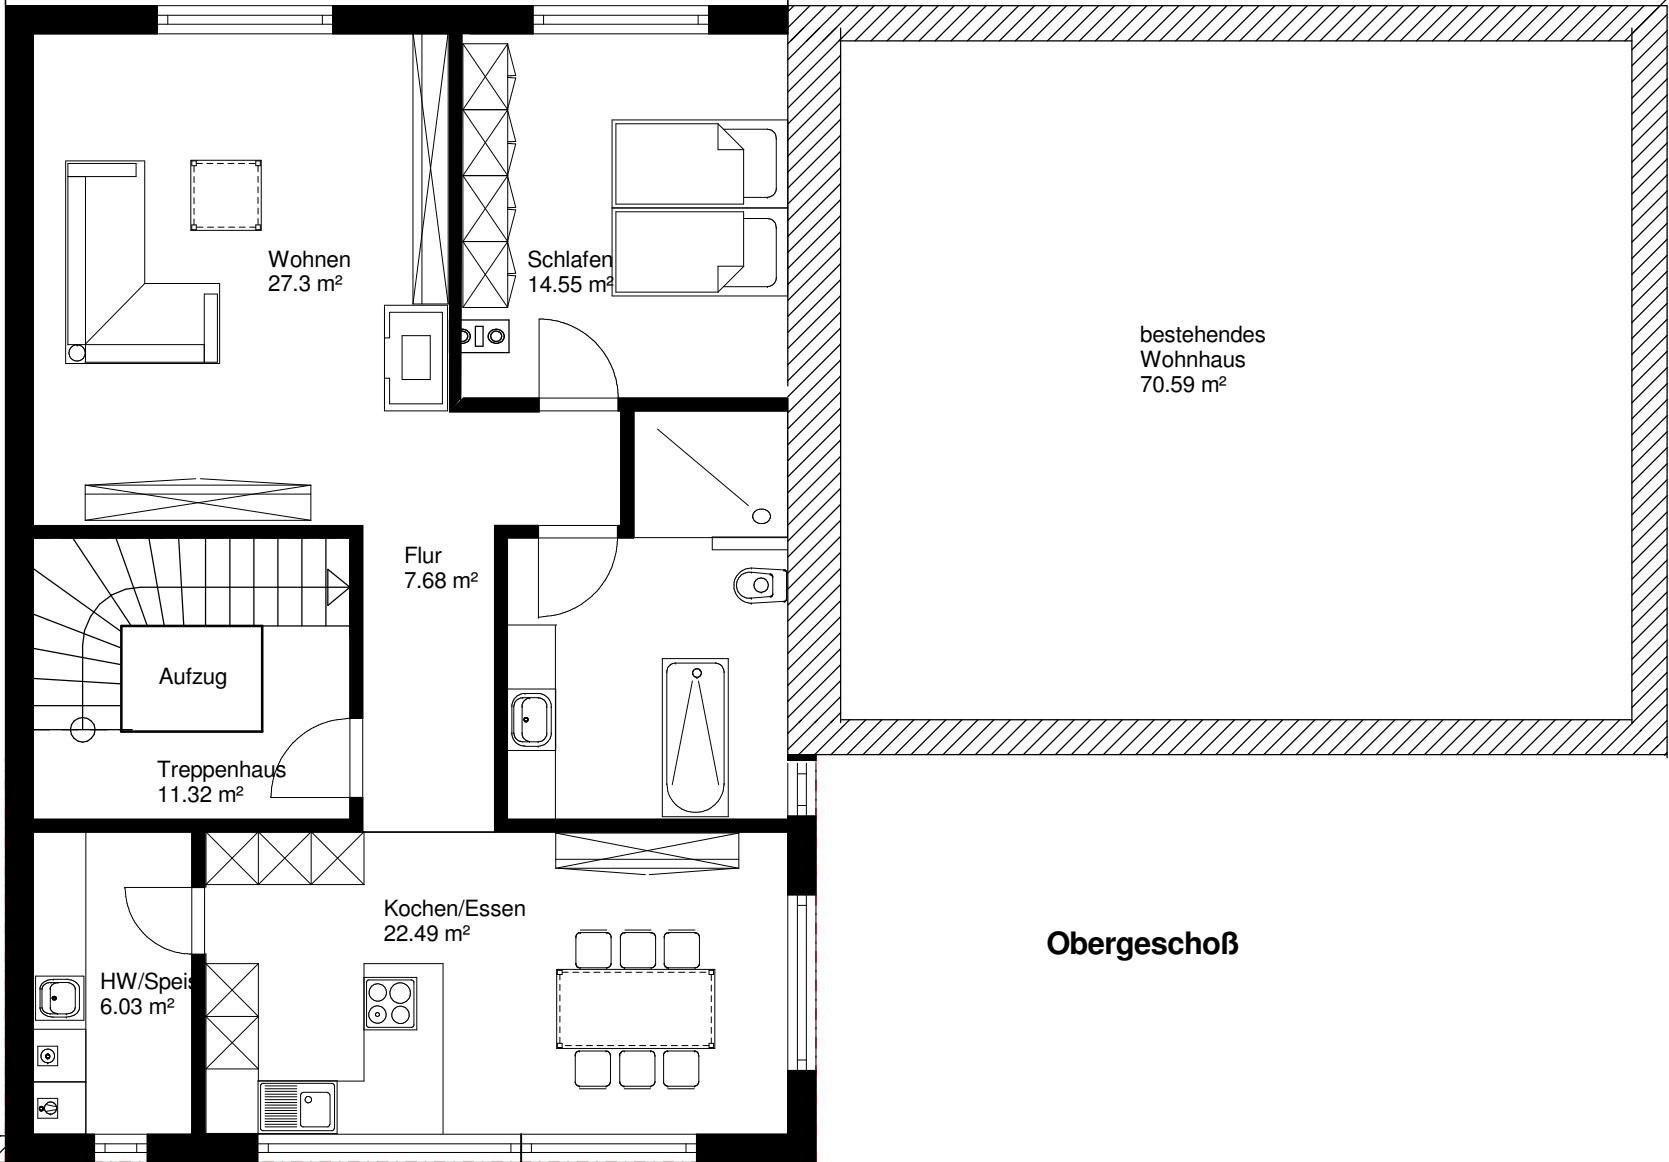 Wohnen
27.3 m²
Schlafen
14.55 m²
bestehendes
Wohnhaus
70.59 m²
Flur
7.68 m²
Aufzug
Treppenhaus
11.32 m²
Kochen/Essen
22.49 m²
HW/Speis
6.03 m²
Obergeschoß